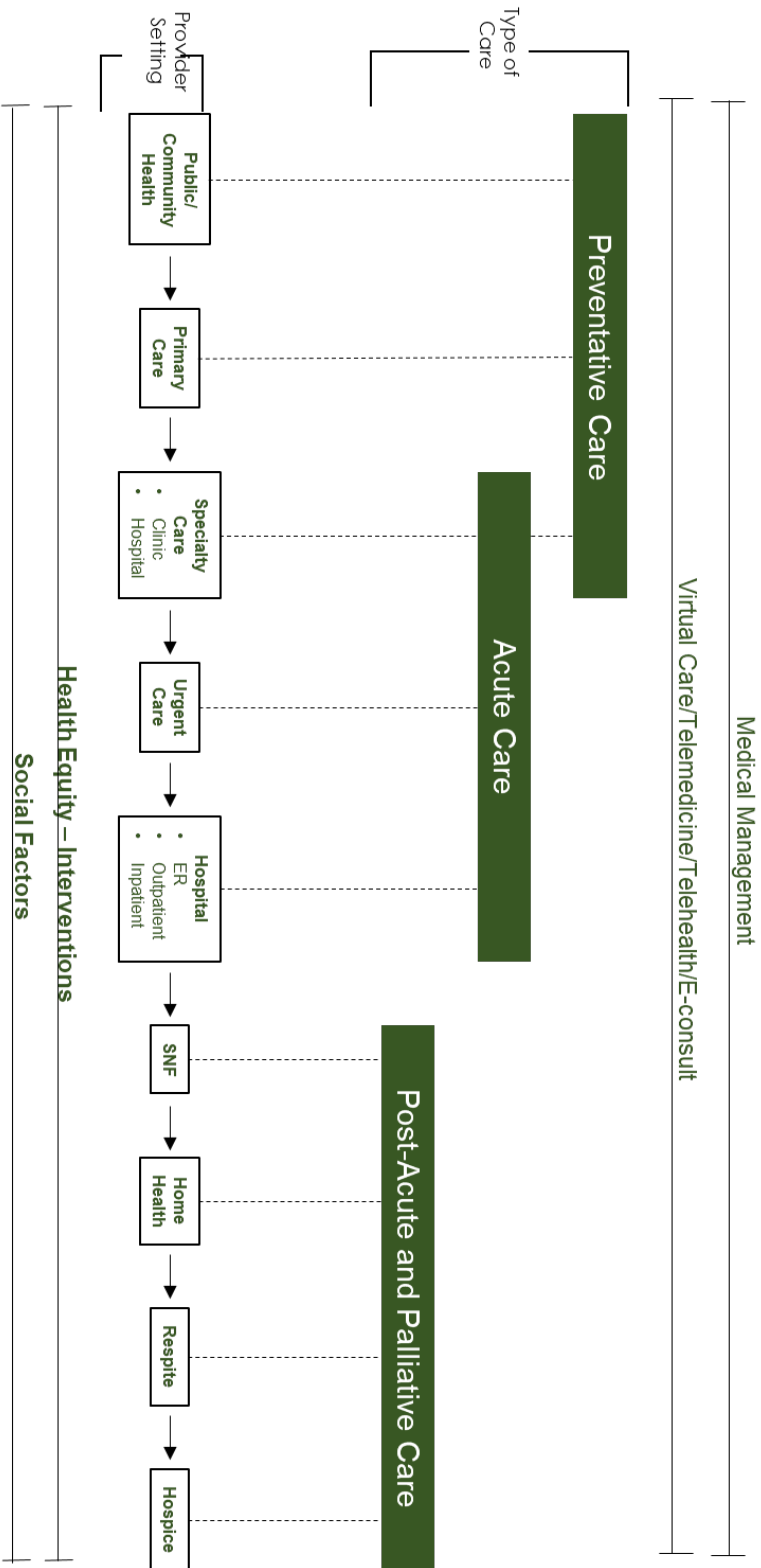 Medical Management
Virtual Care/Telemedicine/Telehealth/E-consult
Type of
Care
Preventative Care
Acute Care
Post-Acute and Palliative Care
Provider
Setting
Public/
Community
Health
Primary
Care
Specialty
Care
• Clinic
• Hospital
Urgent
Care
Hospital
• ER
• Outpatient
• Inpatient
SNF
Home
Health
Respite
Hospice
Health Equity – Interventions
Social Factors